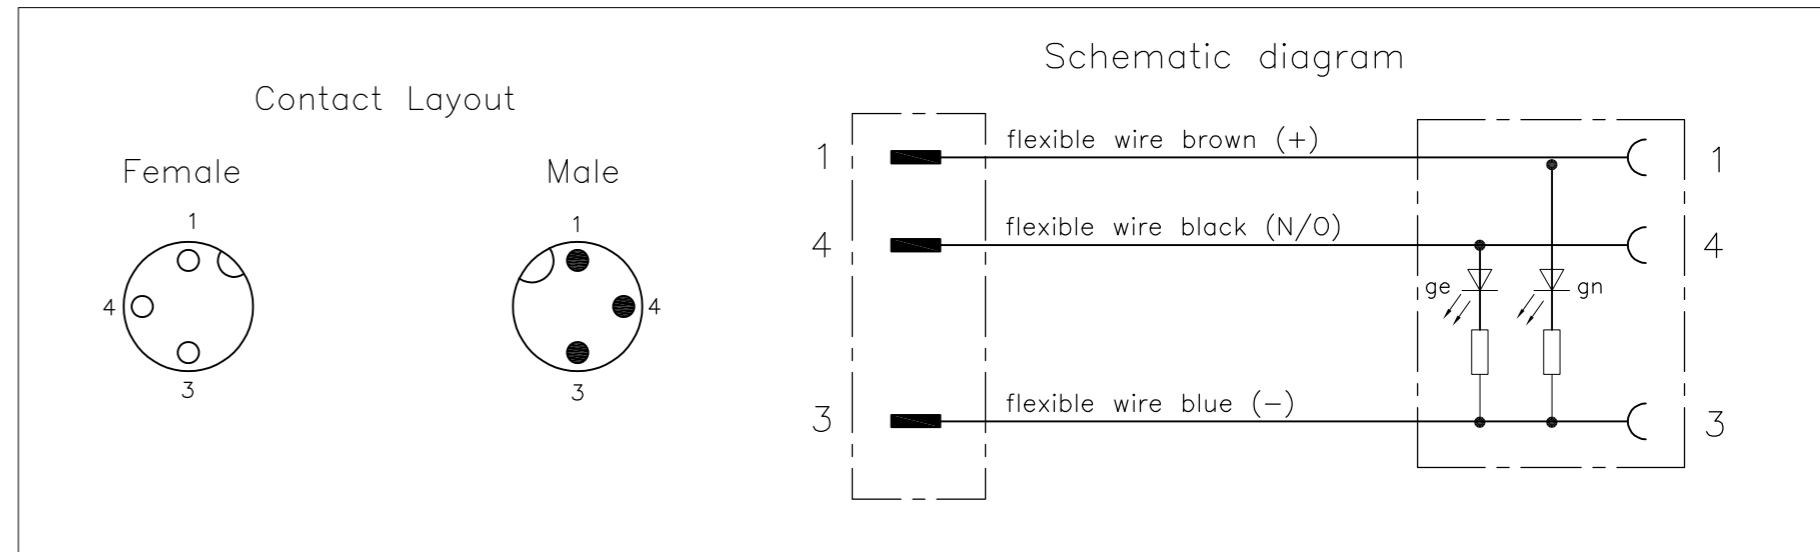 Contact Layout
Female
1
4
3
Male
1
4
3
Schematic diagram
1 flexible wire brown (+) 1
4 flexible wire black (N/O) 4
ge gn
3 flexible wire blue (-) 3